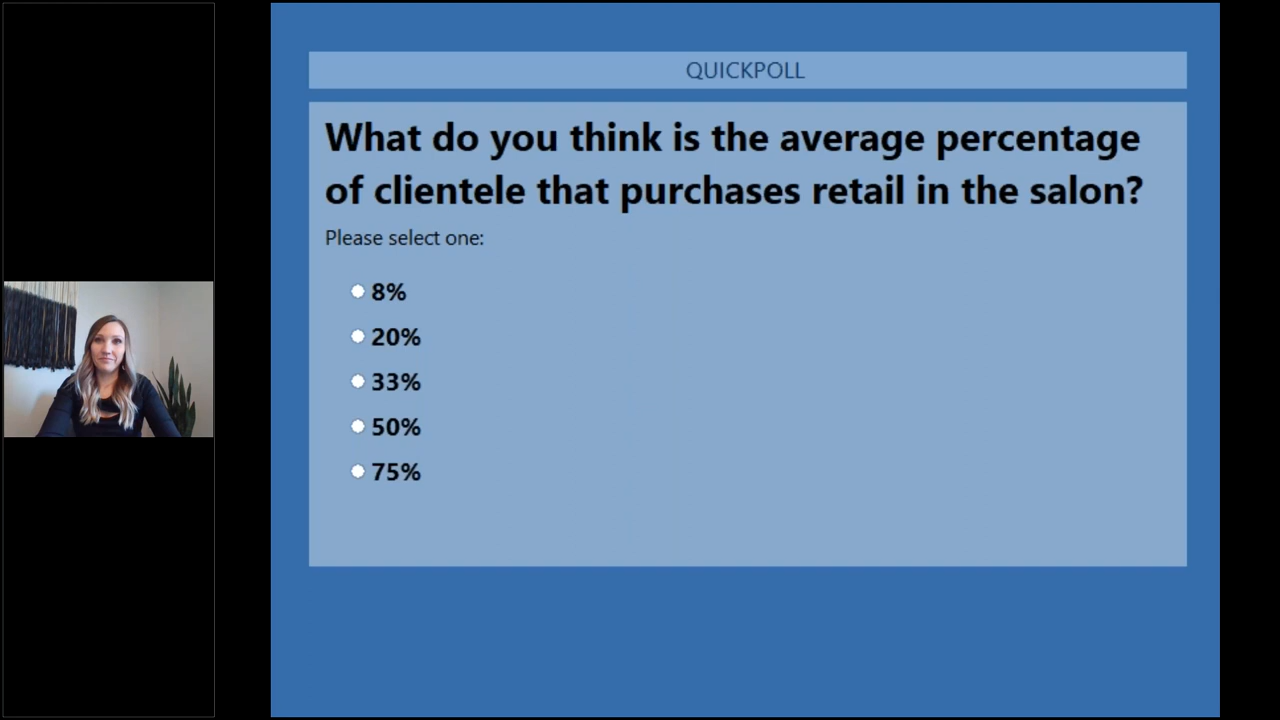 QUICKPOLL
What do you think is the average percentage
of clientele that purchases retail in the salon?
Please select one:
8%
20%
33%
50%
75%